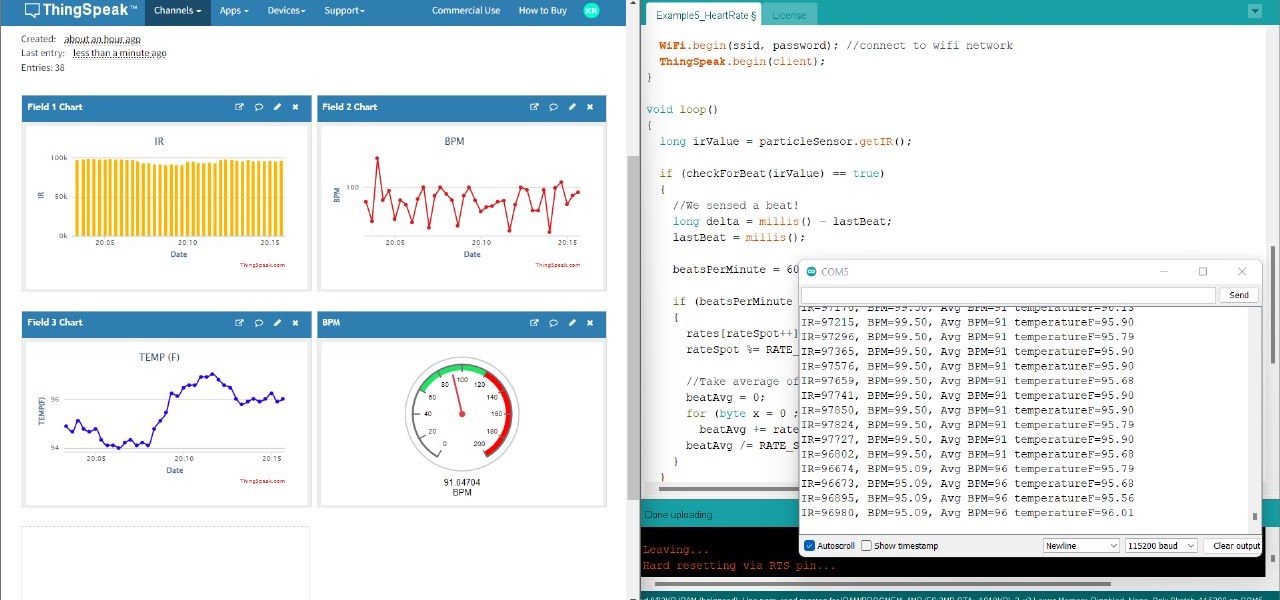 ThingSpeak™ Channels Apps Devices Support Commercial Use How to Buy KR
Created: about an hour ago
Last entry: less than a minute ago
Entries: 38
Field 1 Chart
IR
100k
50k
0k
IR
20:05 20:10 20:15
Date
ThingSpeak.com
Field 2 Chart
BPM
100
BPM
20:05 20:10 20:15
Date
ThingSpeak.com
Field 3 Chart
TEMP (F)
96
94
TEMP(F)
20:05 20:10 20:15
Date
ThingSpeak.com
BPM
0 20 40 60 80 100 120 140 160 180 200
91.04704
BPM
Example5_HeartRate § License
WiFi.begin(ssid, password); //connect to wifi network
ThingSpeak.begin(client);
}
void loop()
{
long irValue = particleSensor.getIR();
if (checkForBeat(irValue) == true)
{
//We sensed a beat!
long delta = millis() - lastBeat;
lastBeat = millis();
beatsPerMinute = 60
if (beatsPerMinute
{
rates[rateSpot++]
rateSpot %= RATE_
//Take average of
beatAvg = 0;
for (byte x = 0 ;
beatAvg += rate
beatAvg /= RATE_S
}
}
Done uploading.
Leaving...
Hard resetting via RTS pin...
COM5
Send
IR=97170, BPM=99.50, Avg BPM=91 temperatureF=96.13
IR=97215, BPM=99.50, Avg BPM=91 temperatureF=95.90
IR=97296, BPM=99.50, Avg BPM=91 temperatureF=95.79
IR=97365, BPM=99.50, Avg BPM=91 temperatureF=95.90
IR=97576, BPM=99.50, Avg BPM=91 temperatureF=95.90
IR=97659, BPM=99.50, Avg BPM=91 temperatureF=95.68
IR=97741, BPM=99.50, Avg BPM=91 temperatureF=95.90
IR=97850, BPM=99.50, Avg BPM=91 temperatureF=95.90
IR=97824, BPM=99.50, Avg BPM=91 temperatureF=95.79
IR=97727, BPM=99.50, Avg BPM=91 temperatureF=95.90
IR=96802, BPM=99.50, Avg BPM=91 temperatureF=95.68
IR=96674, BPM=95.09, Avg BPM=96 temperatureF=95.79
IR=96673, BPM=95.09, Avg BPM=96 temperatureF=95.68
IR=96895, BPM=95.09, Avg BPM=96 temperatureF=95.56
IR=96980, BPM=95.09, Avg BPM=96 temperatureF=96.01
Autoscroll Show timestamp Newline 115200 baud Clear output